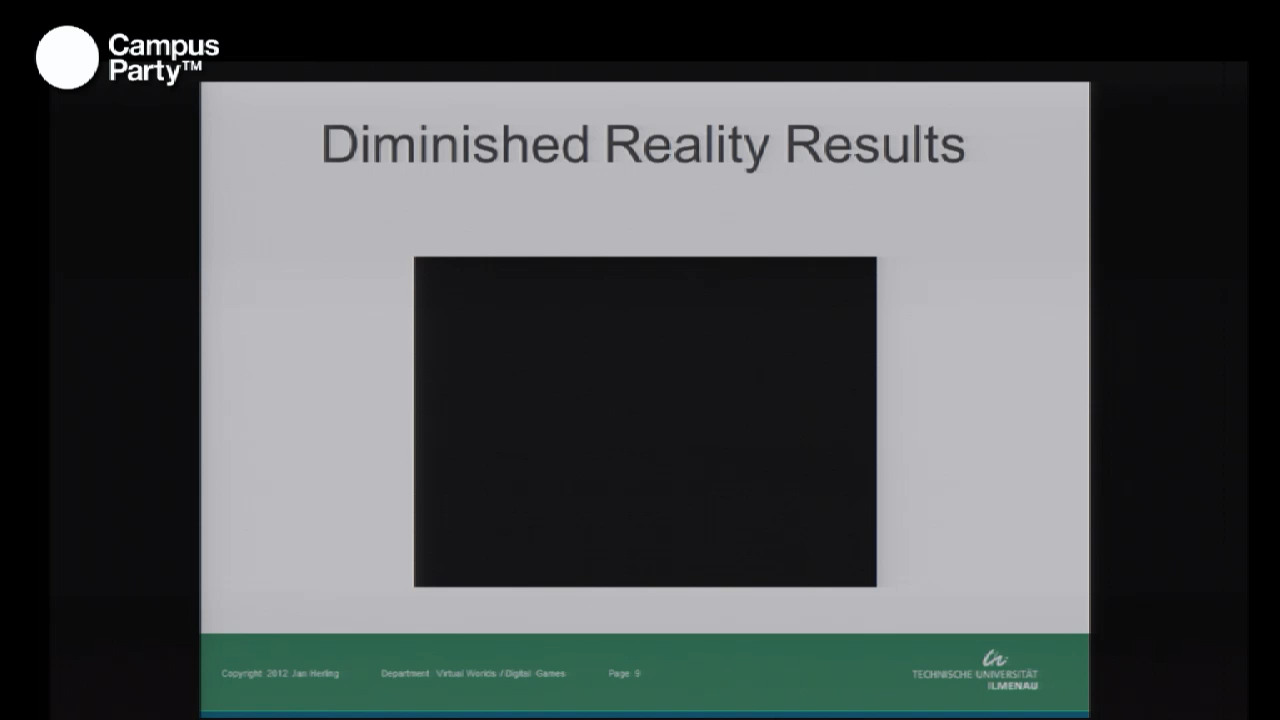 Campus
Party™
Diminished Reality Results
Copyright 2012 Jan Herling
Department Virtual Worlds / Digital Games
Page 9
TECHNISCHE UNIVERSITÄT
ILMENAU